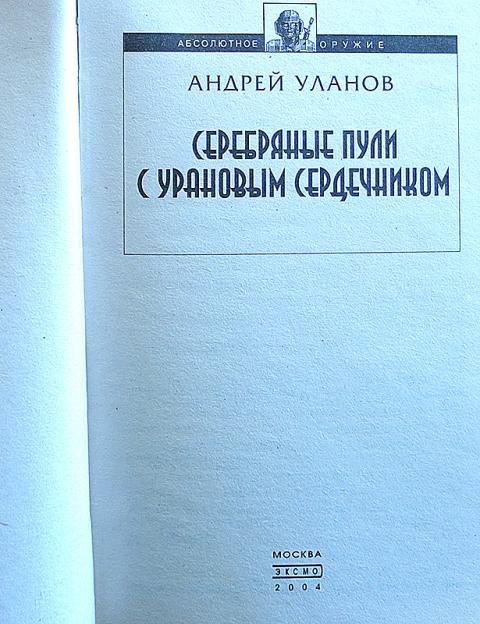 АБСОЛЮТНОЕ ОРУЖИЕ
АНДРЕЙ УЛАНОВ
СЕРЕБРЯНЫЕ ПУЛИ
С УРАНОВЫМ СЕРДЕЧНИКОМ
МОСКВА
ЭКСМО
2004